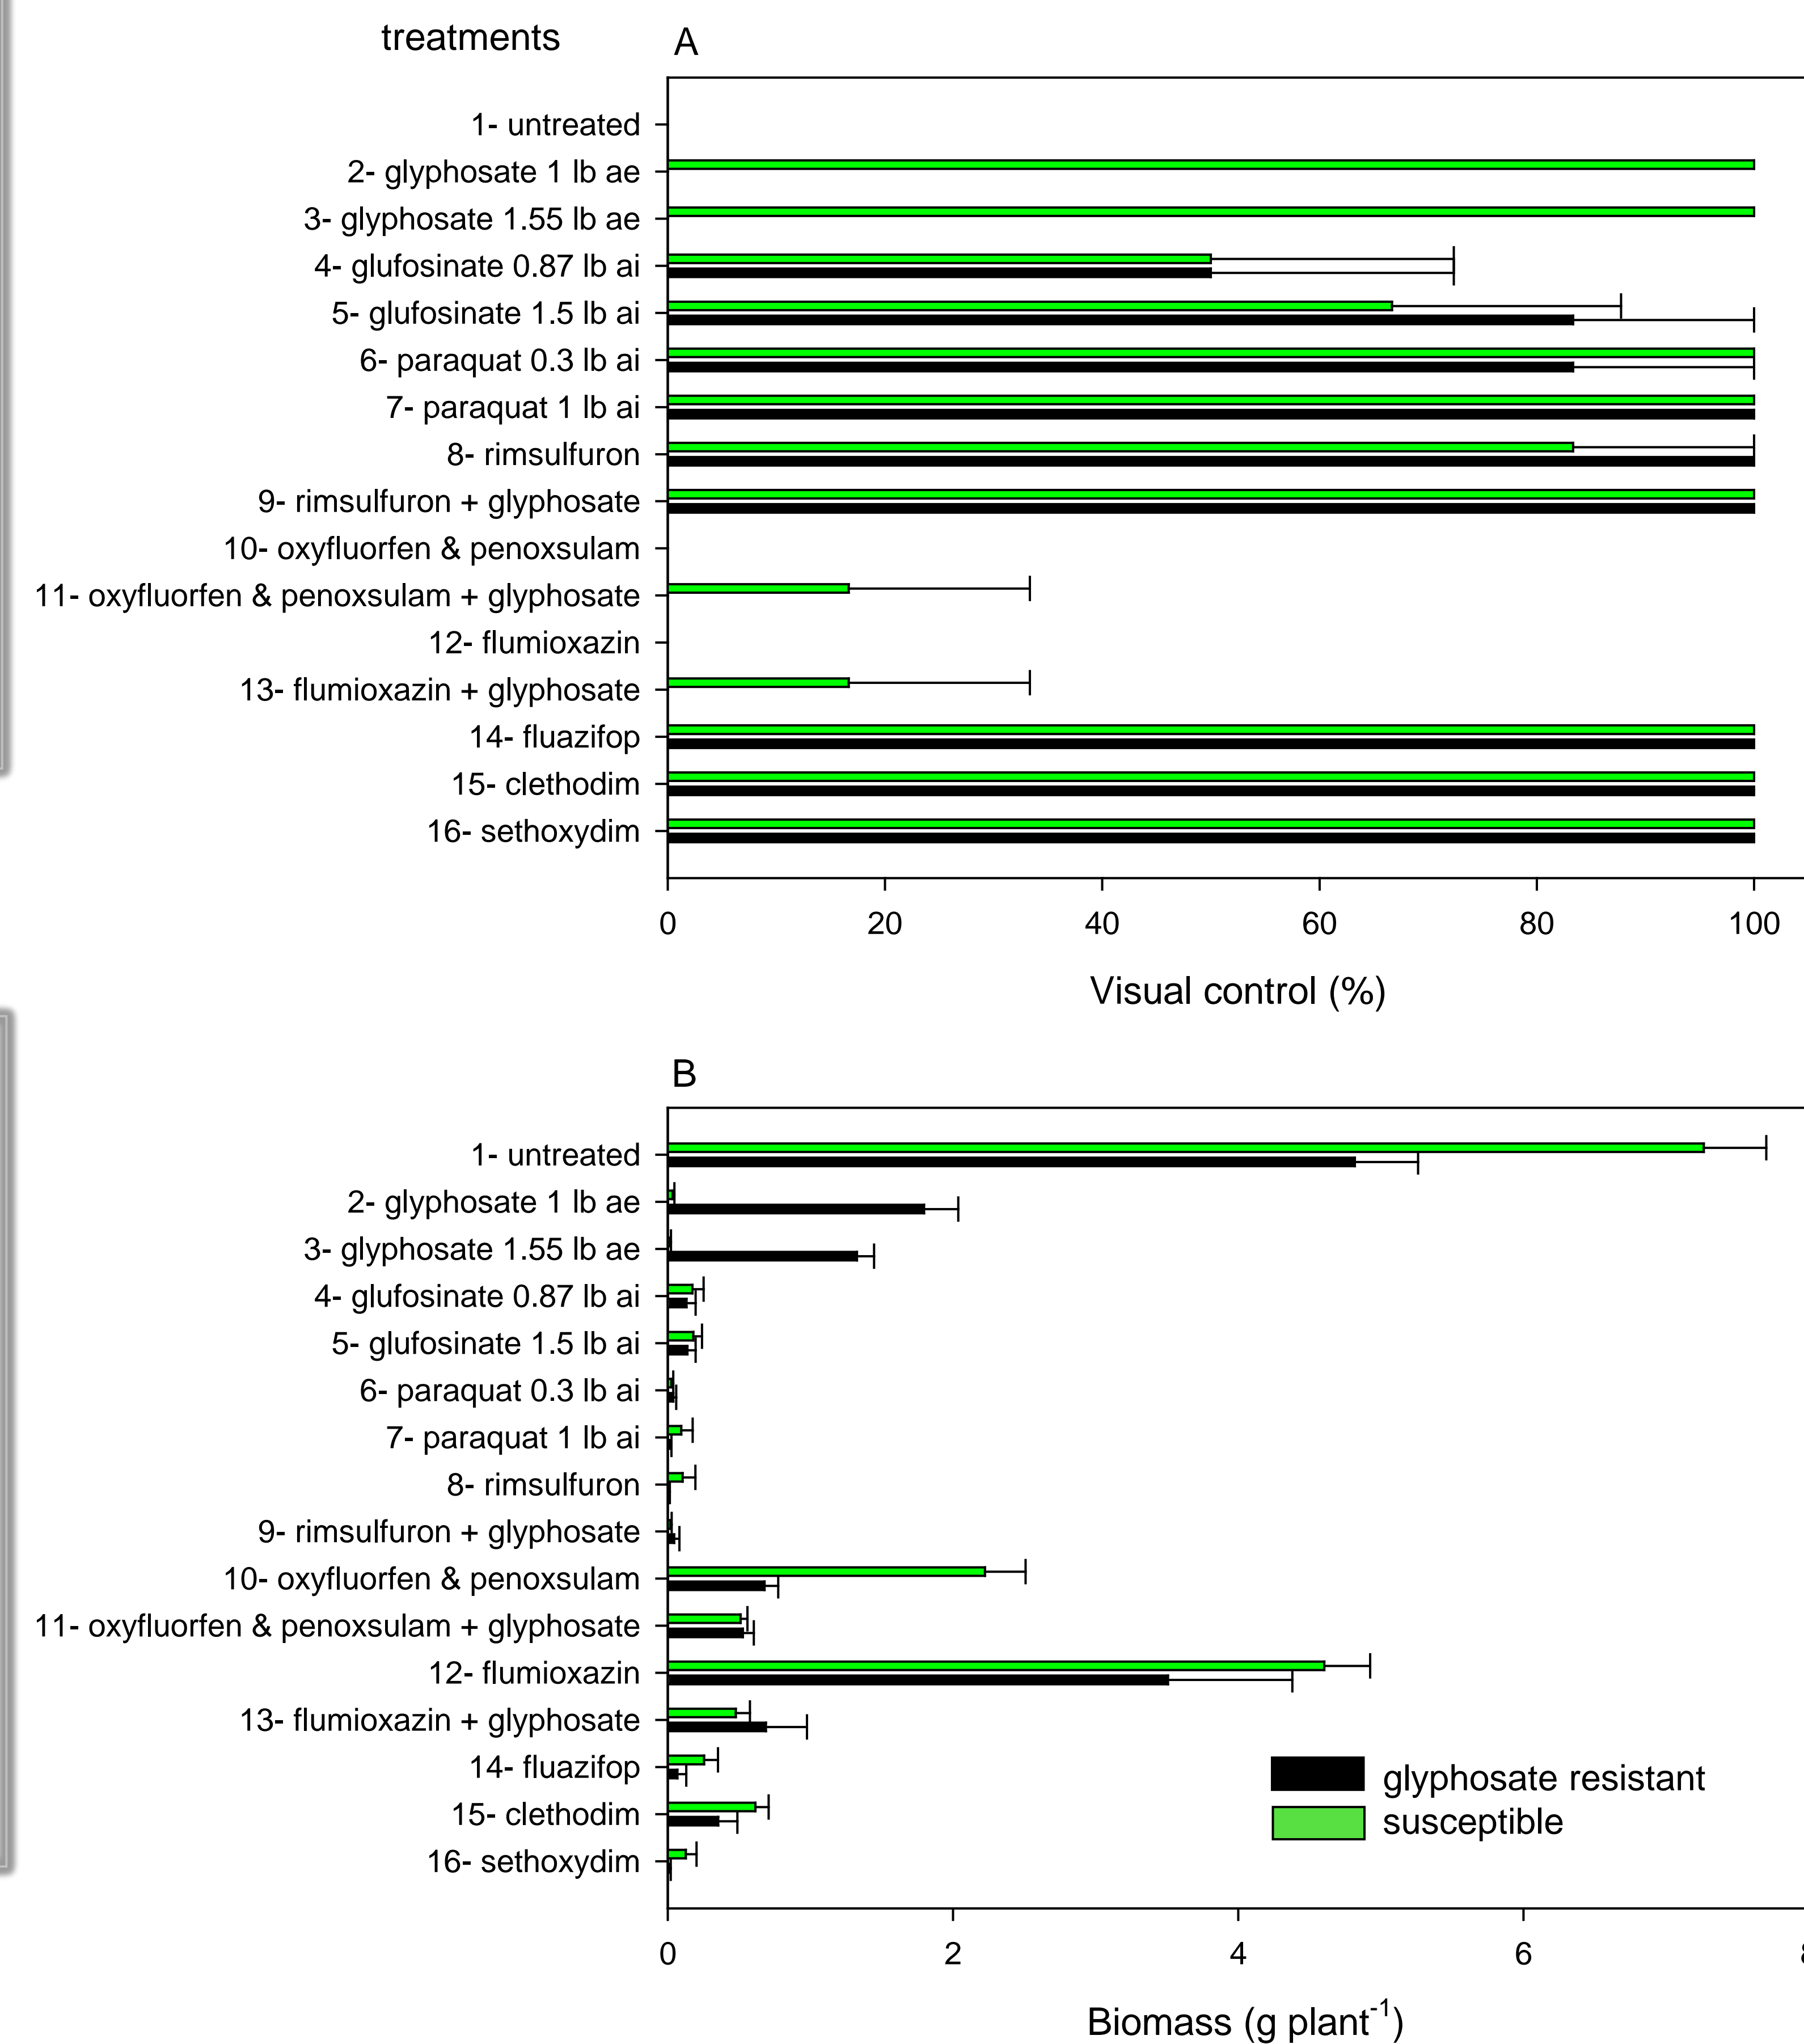 treatments
A
1- untreated
2- glyphosate 1 lb ae
3- glyphosate 1.55 lb ae
4- glufosinate 0.87 lb ai
5- glufosinate 1.5 lb ai
6- paraquat 0.3 lb ai
7- paraquat 1 lb ai
8- rimsulfuron
9- rimsulfuron + glyphosate
10- oxyfluorfen & penoxsulam
11- oxyfluorfen & penoxsulam + glyphosate
12- flumioxazin
13- flumioxazin + glyphosate
14- fluazifop
15- clethodim
16- sethoxydim
0 20 40 60 80 100
Visual control (%)
B
1- untreated
2- glyphosate 1 lb ae
3- glyphosate 1.55 lb ae
4- glufosinate 0.87 lb ai
5- glufosinate 1.5 lb ai
6- paraquat 0.3 lb ai
7- paraquat 1 lb ai
8- rimsulfuron
9- rimsulfuron + glyphosate
10- oxyfluorfen & penoxsulam
11- oxyfluorfen & penoxsulam + glyphosate
12- flumioxazin
13- flumioxazin + glyphosate
14- fluazifop
15- clethodim
16- sethoxydim
glyphosate resistant
susceptible
0 2 4 6
Biomass (g plant⁻¹)